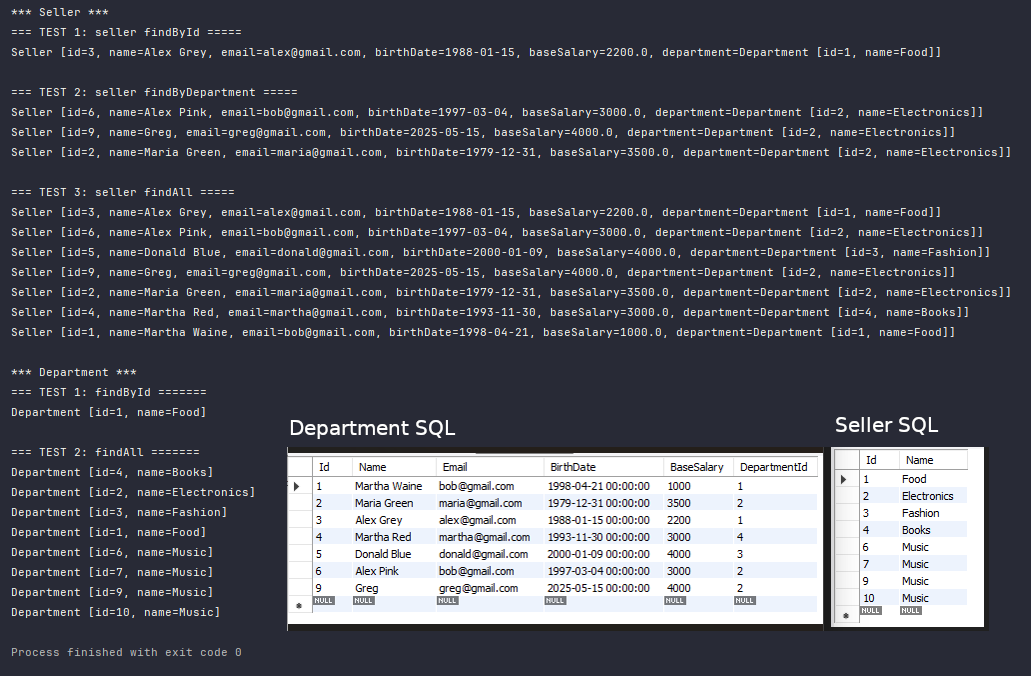 *** Seller ***
=== TEST 1: seller findById =====
Seller [id=3, name=Alex Grey, email=alex@gmail.com, birthDate=1988-01-15, baseSalary=2200.0, department=Department [id=1, name=Food]]
=== TEST 2: seller findByDepartment =====
Seller [id=6, name=Alex Pink, email=bob@gmail.com, birthDate=1997-03-04, baseSalary=3000.0, department=Department [id=2, name=Electronics]]
Seller [id=9, name=Greg, email=greg@gmail.com, birthDate=2025-05-15, baseSalary=4000.0, department=Department [id=2, name=Electronics]]
Seller [id=2, name=Maria Green, email=maria@gmail.com, birthDate=1979-12-31, baseSalary=3500.0, department=Department [id=2, name=Electronics]]
=== TEST 3: seller findAll =====
Seller [id=3, name=Alex Grey, email=alex@gmail.com, birthDate=1988-01-15, baseSalary=2200.0, department=Department [id=1, name=Food]]
Seller [id=6, name=Alex Pink, email=bob@gmail.com, birthDate=1997-03-04, baseSalary=3000.0, department=Department [id=2, name=Electronics]]
Seller [id=5, name=Donald Blue, email=donald@gmail.com, birthDate=2000-01-09, baseSalary=4000.0, department=Department [id=3, name=Fashion]]
Seller [id=9, name=Greg, email=greg@gmail.com, birthDate=2025-05-15, baseSalary=4000.0, department=Department [id=2, name=Electronics]]
Seller [id=2, name=Maria Green, email=maria@gmail.com, birthDate=1979-12-31, baseSalary=3500.0, department=Department [id=2, name=Electronics]]
Seller [id=4, name=Martha Red, email=martha@gmail.com, birthDate=1993-11-30, baseSalary=3000.0, department=Department [id=4, name=Books]]
Seller [id=1, name=Martha Waine, email=bob@gmail.com, birthDate=1998-04-21, baseSalary=1000.0, department=Department [id=1, name=Food]]
*** Department ***
=== TEST 1: findById =======
Department [id=1, name=Food]
=== TEST 2: findAll =======
Department [id=4, name=Books]
Department [id=2, name=Electronics]
Department [id=3, name=Fashion]
Department [id=1, name=Food]
Department [id=6, name=Music]
Department [id=7, name=Music]
Department [id=9, name=Music]
Department [id=10, name=Music]
Process finished with exit code 0
Department SQL
Id Name Email BirthDate BaseSalary DepartmentId
1 Martha Waine bob@gmail.com 1998-04-21 00:00:00 1000 1
2 Maria Green maria@gmail.com 1979-12-31 00:00:00 3500 2
3 Alex Grey alex@gmail.com 1988-01-15 00:00:00 2200 1
4 Martha Red martha@gmail.com 1993-11-30 00:00:00 3000 4
5 Donald Blue donald@gmail.com 2000-01-09 00:00:00 4000 3
6 Alex Pink bob@gmail.com 1997-03-04 00:00:00 3000 2
9 Greg greg@gmail.com 2025-05-15 00:00:00 4000 2
NULL NULL NULL NULL NULL NULL
Seller SQL
Id Name
1 Food
2 Electronics
3 Fashion
4 Books
6 Music
7 Music
9 Music
10 Music
NULL NULL